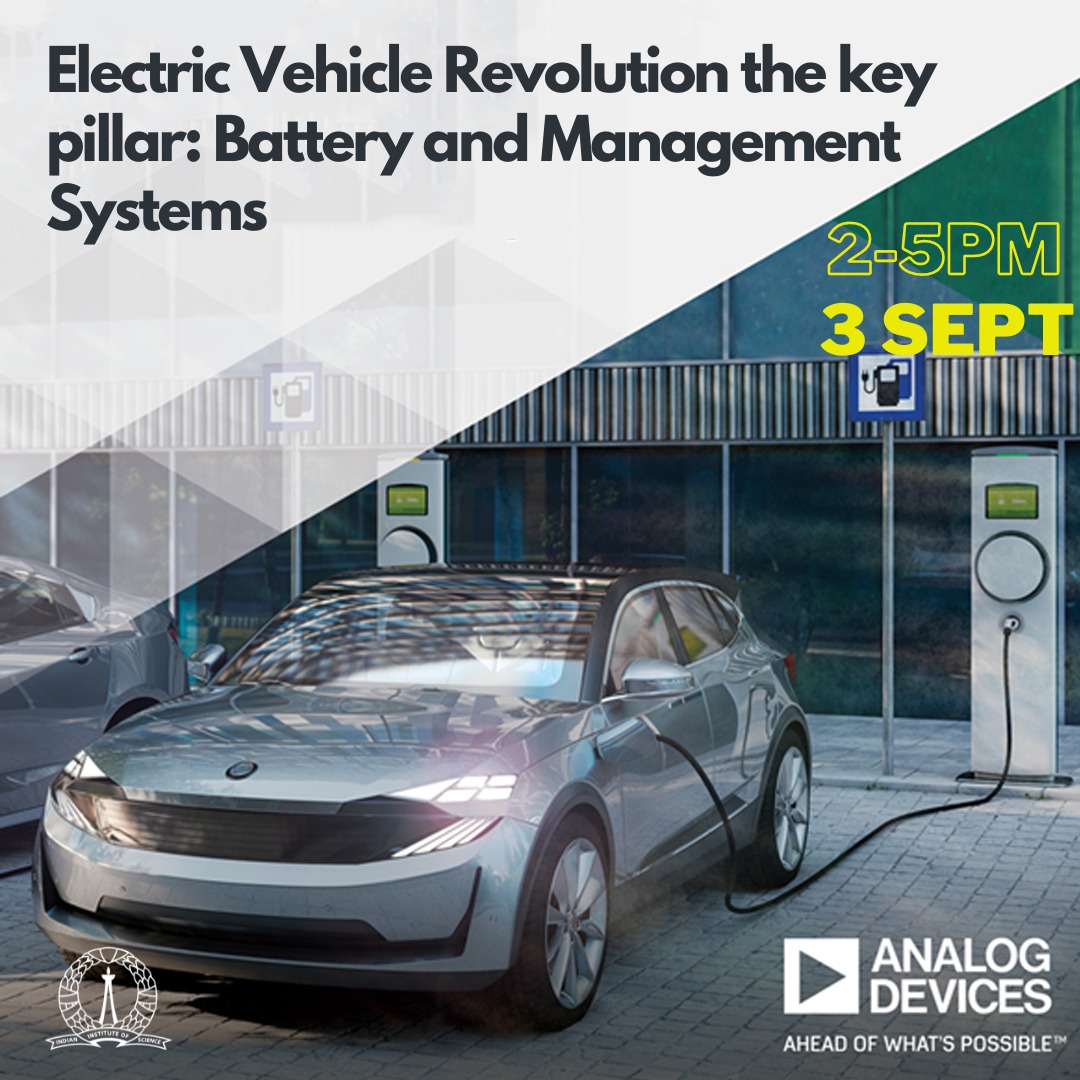 Electric Vehicle Revolution the key
pillar: Battery and Management
Systems
2-5PM
3 SEPT
INDIAN INSTITUTE OF SCIENCE
ANALOG
DEVICES
AHEAD OF WHAT'S POSSIBLE™